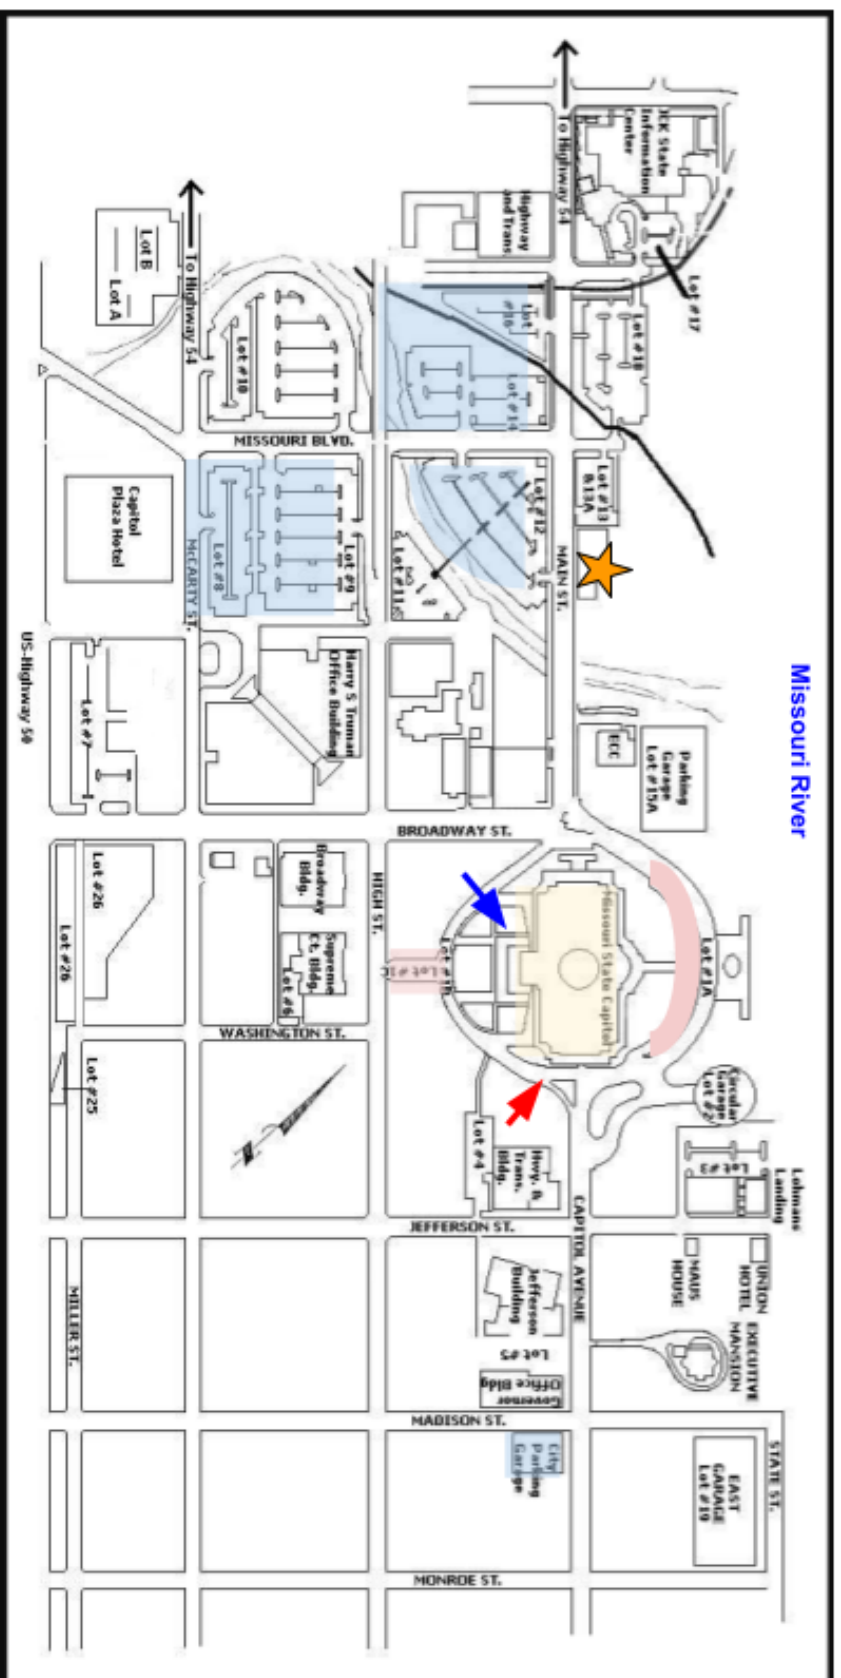 JCK State
Information
Center
To Highway 54
Highway
and Trans.
Lot #17
Lot B
Lot A
To Highway 54
Lot #10
Lot
#16
Lot #18
Lot #14
MISSOURI BLVD.
Capitol
Plaza Hotel
McCARTY ST.
Lot #8
Lot #9
Lot #11
Lot #12
Lot #13
&13A
MAIN ST.
US-Highway 50
Missouri River
Lot #7
Harry S Truman
Office Building
ECC
Parking
Garage
Lot #15A
BROADWAY ST.
Lot #26
Lot #26
Broadway
Bldg.
HIGH ST.
Supreme
Ct. Bldg.
Lot #6
Lot #1C
Lot #1B
Missouri State Capitol
Lot #1A
WASHINGTON ST.
Lot #25
Circular
Garage
Lot #2
Lot #4
Hwy. &
Trans.
Bldg.
Lot #3
Lohmans
Landing
JEFFERSON ST.
CAPITOL AVENUE
MILLER ST.
Jefferson
Building
MAUS
HOUSE
UNION
HOTEL
Lot #5
EXECUTIVE
MANSION
Governor
Office Bldg
MADISON ST.
City
Parking
Garage
EAST
GARAGE
Lot #19
STATE ST.
MONROE ST.